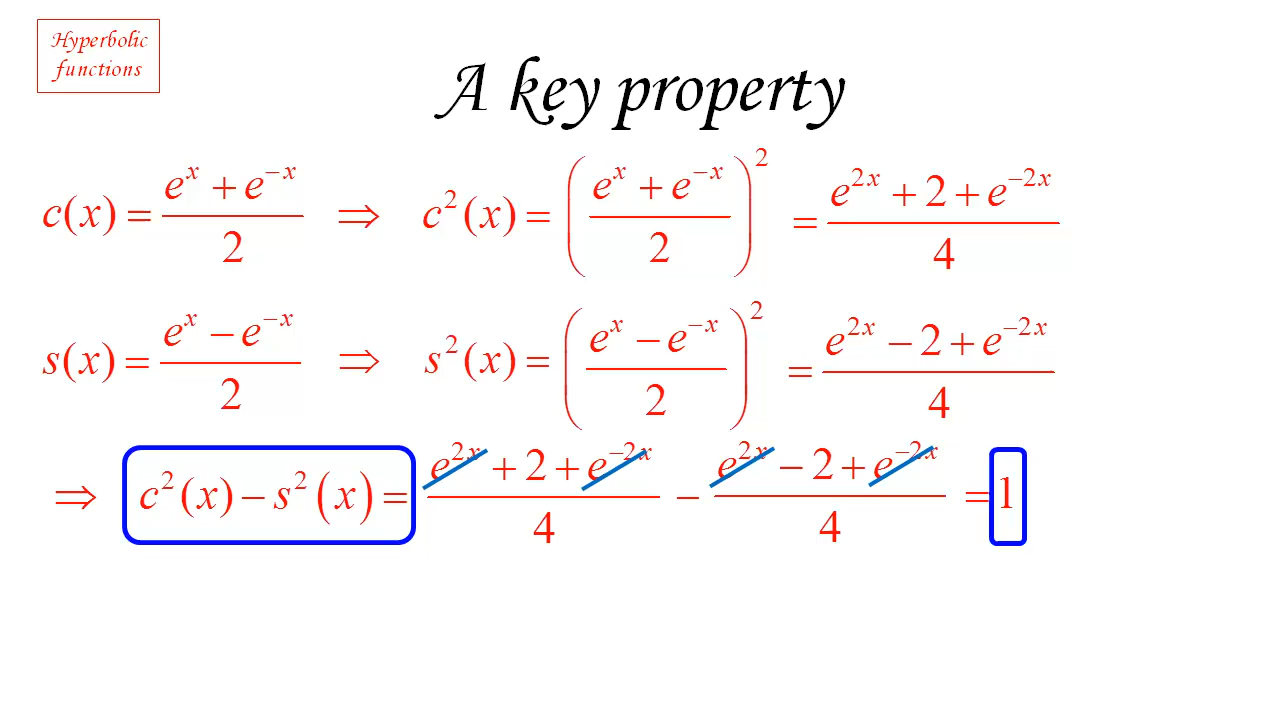 Hyperbolic
functions
A key property
c(x) = (e^x + e^{-x})/2 ⇒ c^2(x) = ((e^x + e^{-x})/2)^2 = (e^{2x} + 2 + e^{-2x})/4
s(x) = (e^x − e^{-x})/2 ⇒ s^2(x) = ((e^x − e^{-x})/2)^2 = (e^{2x} − 2 + e^{-2x})/4
⇒ c^2(x) − s^2(x) = (e^{2x} + 2 + e^{-2x})/4 − (e^{2x} − 2 + e^{-2x})/4 = 1